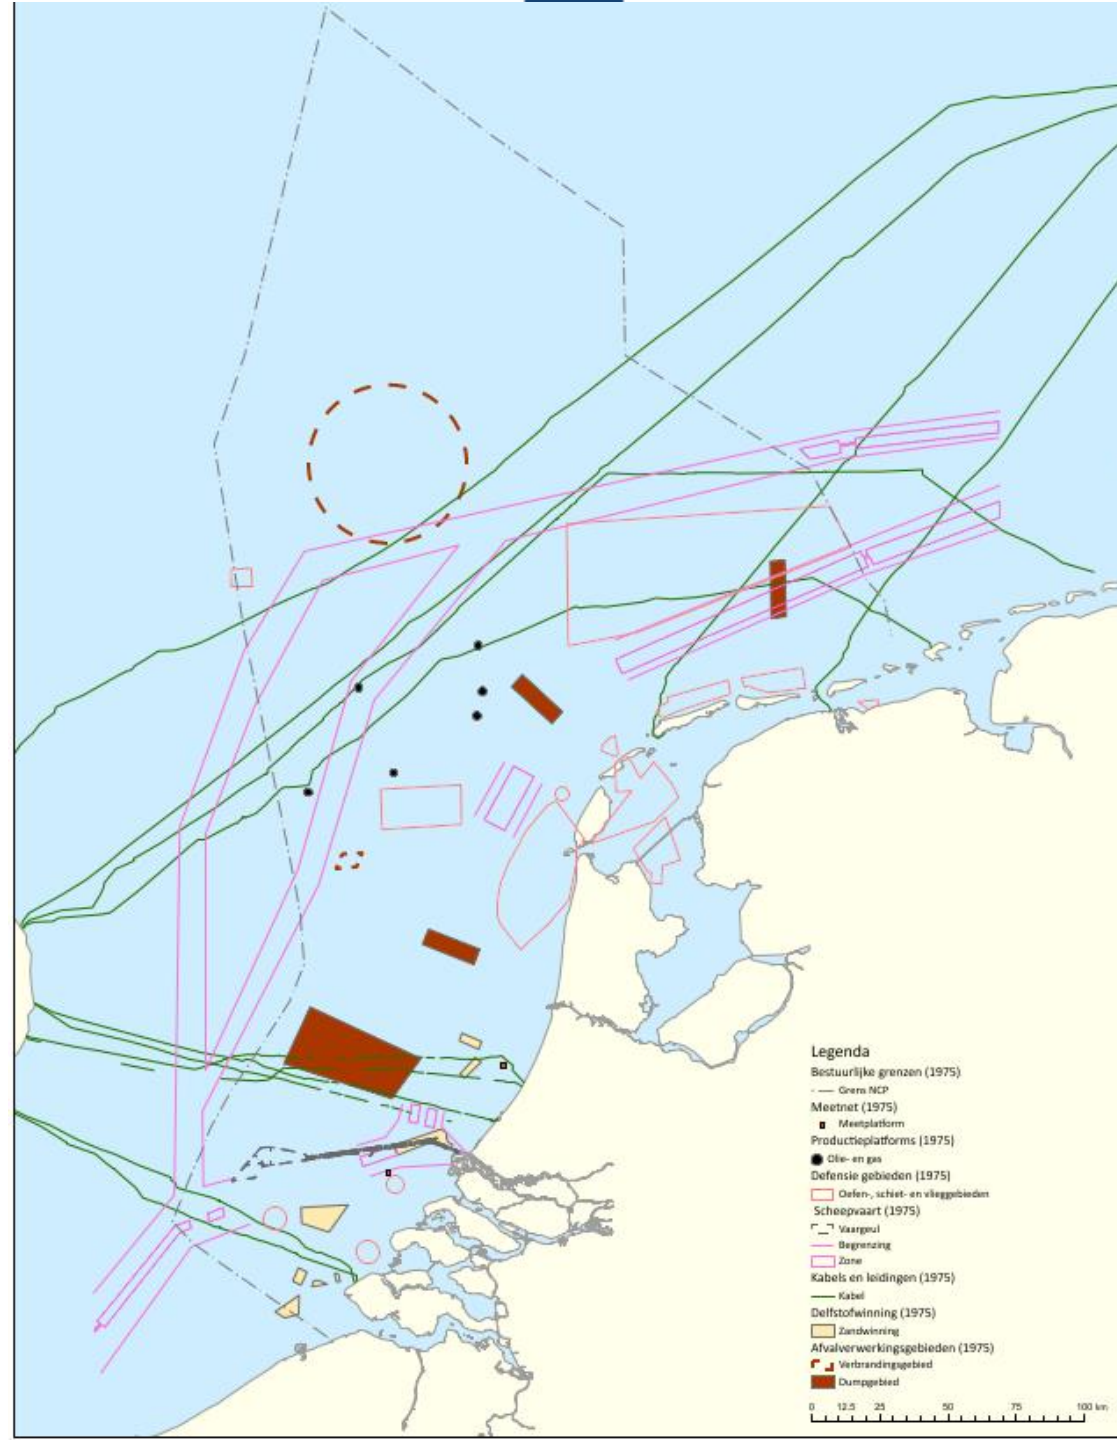 Legenda
Bestuurlijke grenzen (1975)
Grens NCP
Meetnet (1975)
Meetplatform
Productieplatforms (1975)
Olie- en gas
Defensie gebieden (1975)
Oefen-, schiet- en vlieggebieden
Scheepvaart (1975)
Vaargeul
Begrenzing
Zone
Kabels en leidingen (1975)
Kabel
Delfstofwinning (1975)
Zandwinning
Afvalverwerkingsgebieden (1975)
Verbrandingsgebied
Dumpgebied
0 12.5 25 50 75 100 km